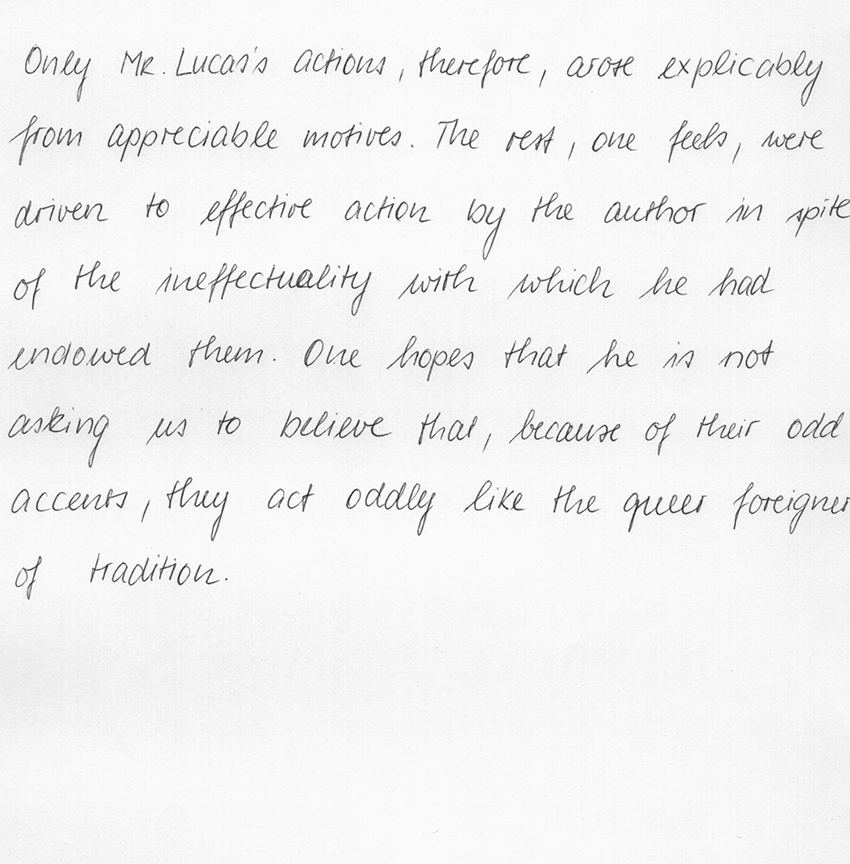 Only Mr. Lucas's actions, therefore, arose explicably
from appreciable motives. The rest, one feels, were
driven to effective action by the author in spite
of the ineffectuality with which he had
endowed them. One hopes that he is not
asking us to believe that, because of their odd
accents, they act oddly like the queer foreigner
of tradition.